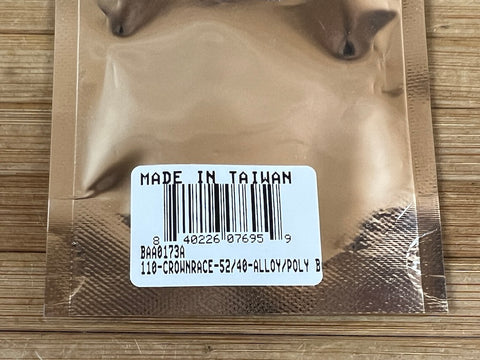 MADE IN TAIWAN
8 40226 07695 9
BAA0173A
110-CROWNRACE-52/40-ALLOY/POLY B